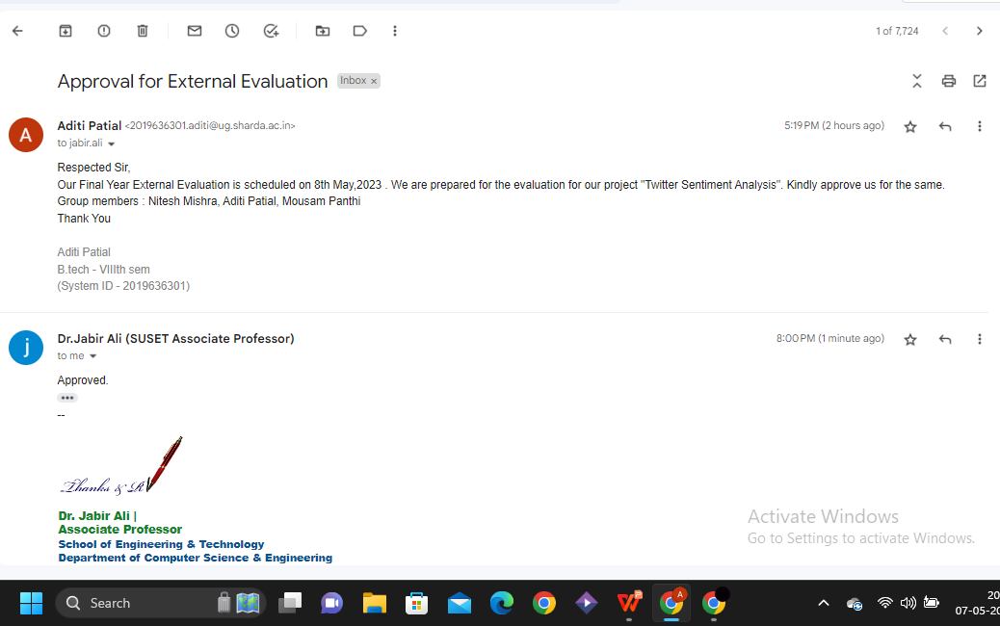 1 of 7,724
Approval for External Evaluation Inbox ×
A
Aditi Patial <2019636301.aditi@ug.sharda.ac.in>
5:19 PM (2 hours ago)
to jabir.ali
Respected Sir,
Our Final Year External Evaluation is scheduled on 8th May,2023 . We are prepared for the evaluation for our project "Twitter Sentiment Analysis". Kindly approve us for the same.
Group members : Nitesh Mishra, Aditi Patial, Mousam Panthi
Thank You
Aditi Patial
B.tech - VIIIth sem
(System ID - 2019636301)
j
Dr.Jabir Ali (SUSET Associate Professor)
8:00 PM (1 minute ago)
to me
Approved.
•••
--
Thanks & R
Dr. Jabir Ali |
Associate Professor
School of Engineering & Technology
Department of Computer Science & Engineering
Activate Windows
Go to Settings to activate Windows.
Search
A
20
07-05-20